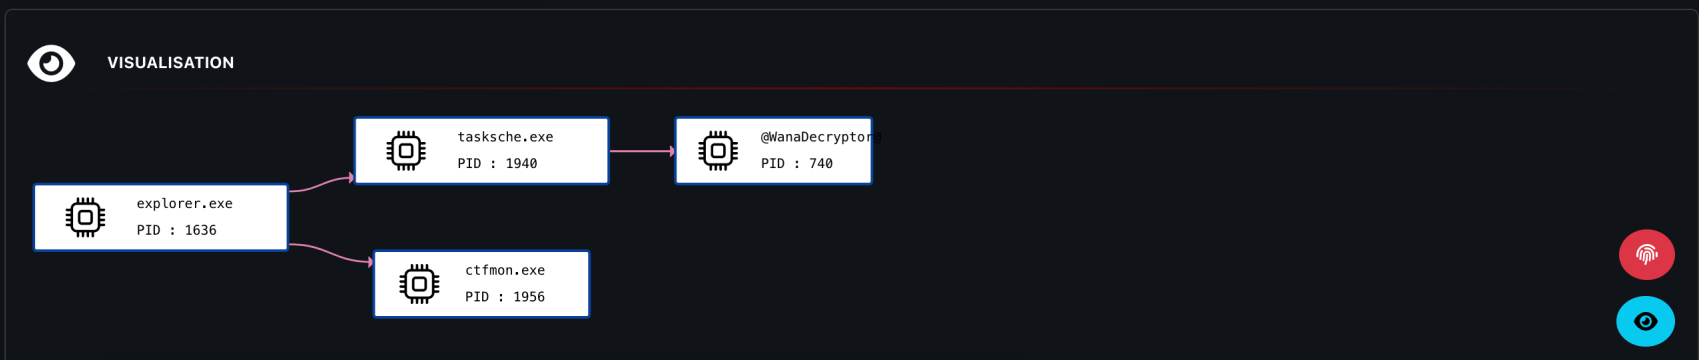 VISUALISATION
tasksche.exe
PID : 1940
@WanaDecryptor@
PID : 740
explorer.exe
PID : 1636
ctfmon.exe
PID : 1956